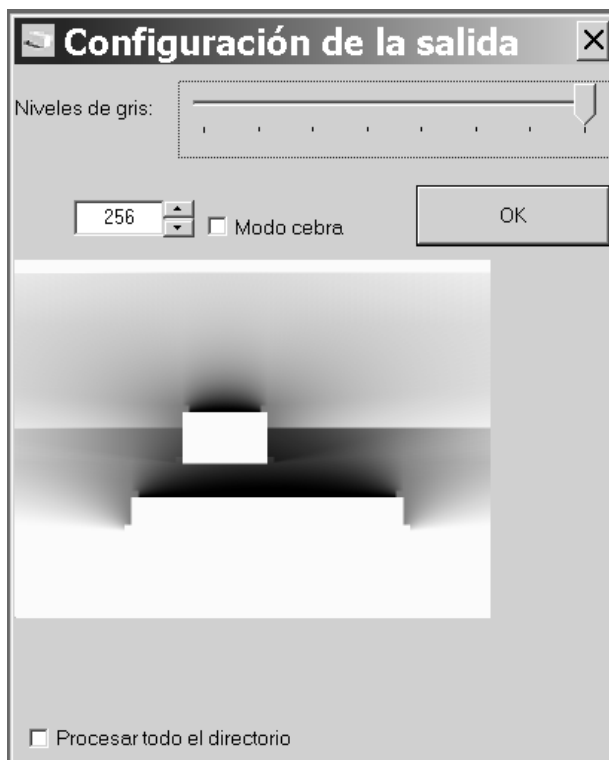 Configuración de la salida
Niveles de gris:
256
Modo cebra
OK
Procesar todo el directorio